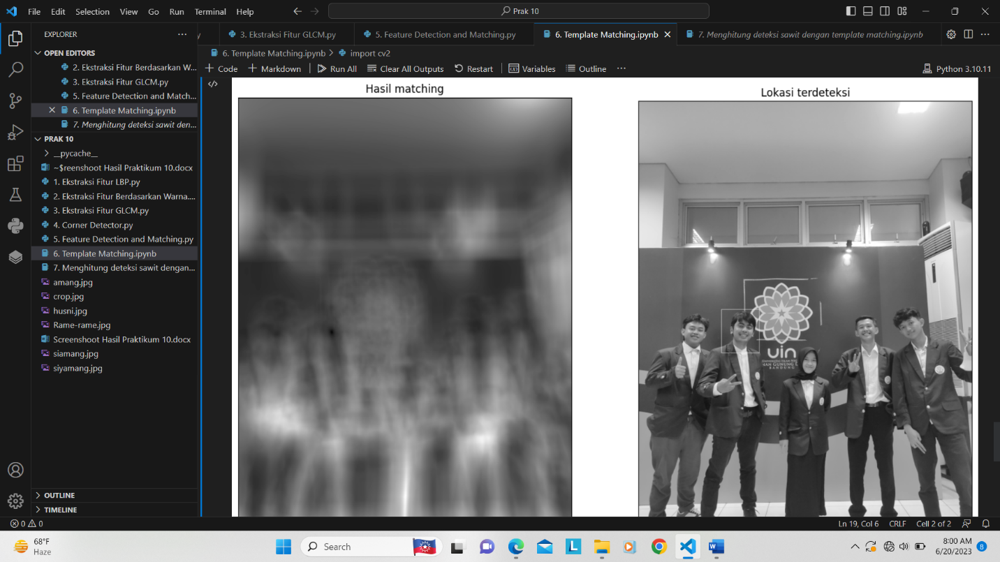 File Edit Selection View Go Run Terminal Help
Prak 10
EXPLORER
3. Ekstraksi Fitur GLCM.py
5. Feature Detection and Matching.py
6. Template Matching.ipynb
7. Menghitung deteksi sawit dengan template matching.ipynb
6. Template Matching.ipynb > import cv2
Code Markdown Run All Clear All Outputs Restart Variables Outline
Python 3.10.11
OPEN EDITORS
2. Ekstraksi Fitur Berdasarkan W...
3. Ekstraksi Fitur GLCM.py
5. Feature Detection and Match...
6. Template Matching.ipynb
7. Menghitung deteksi sawit den...
PRAK 10
__pycache__
~$reenshoot Hasil Praktikum 10.docx
1. Ekstraksi Fitur LBP.py
2. Ekstraksi Fitur Berdasarkan Warna....
3. Ekstraksi Fitur GLCM.py
4. Corner Detector.py
5. Feature Detection and Matching.py
6. Template Matching.ipynb
7. Menghitung deteksi sawit dengan...
amang.jpg
crop.jpg
husni.jpg
Rame-rame.jpg
Screenshoot Hasil Praktikum 10.docx
siamang.jpg
siyamang.jpg
OUTLINE
TIMELINE
Hasil matching
Lokasi terdeteksi
uin
BANDUNG
0 0
Ln 19, Col 6 CRLF Cell 2 of 2
68°F
Haze
Search
8:00 AM
6/20/2023
8